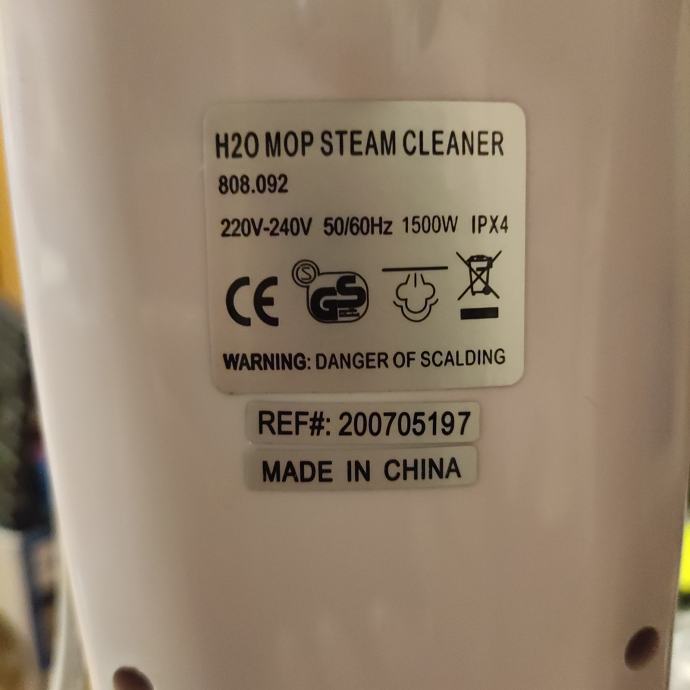 H2O MOP STEAM CLEANER
808.092
220V-240V 50/60Hz 1500W IPX4
CE S GS
WARNING: DANGER OF SCALDING
REF#: 200705197
MADE IN CHINA